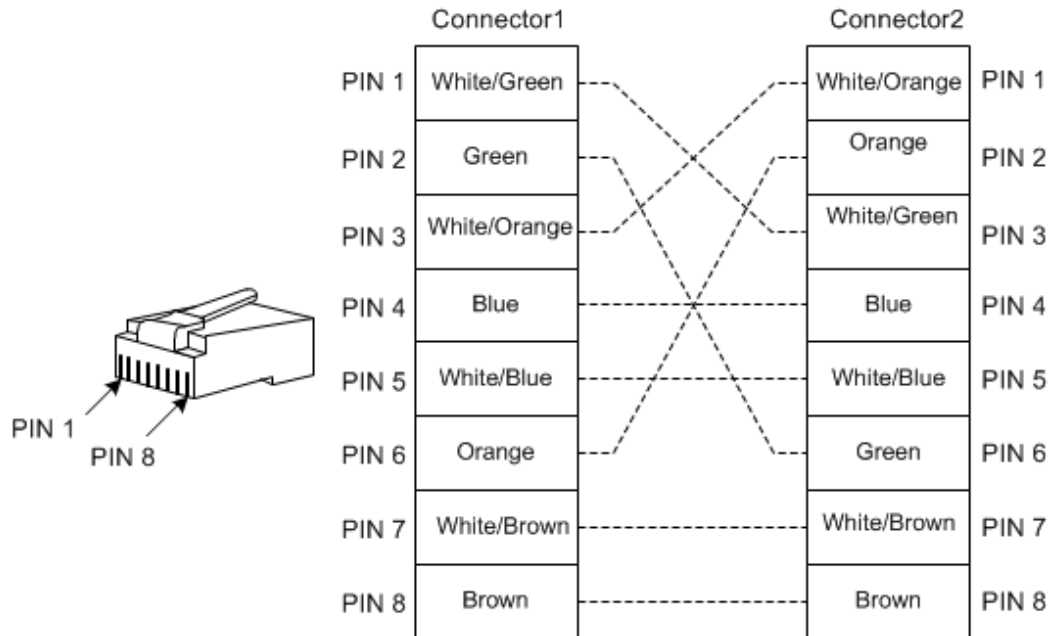 Connector1 Connector2
PIN 1 White/Green White/Orange PIN 1
PIN 2 Green Orange PIN 2
PIN 3 White/Orange White/Green PIN 3
PIN 4 Blue Blue PIN 4
PIN 5 White/Blue White/Blue PIN 5
PIN 6 Orange Green PIN 6
PIN 7 White/Brown White/Brown PIN 7
PIN 8 Brown Brown PIN 8
PIN 1
PIN 8